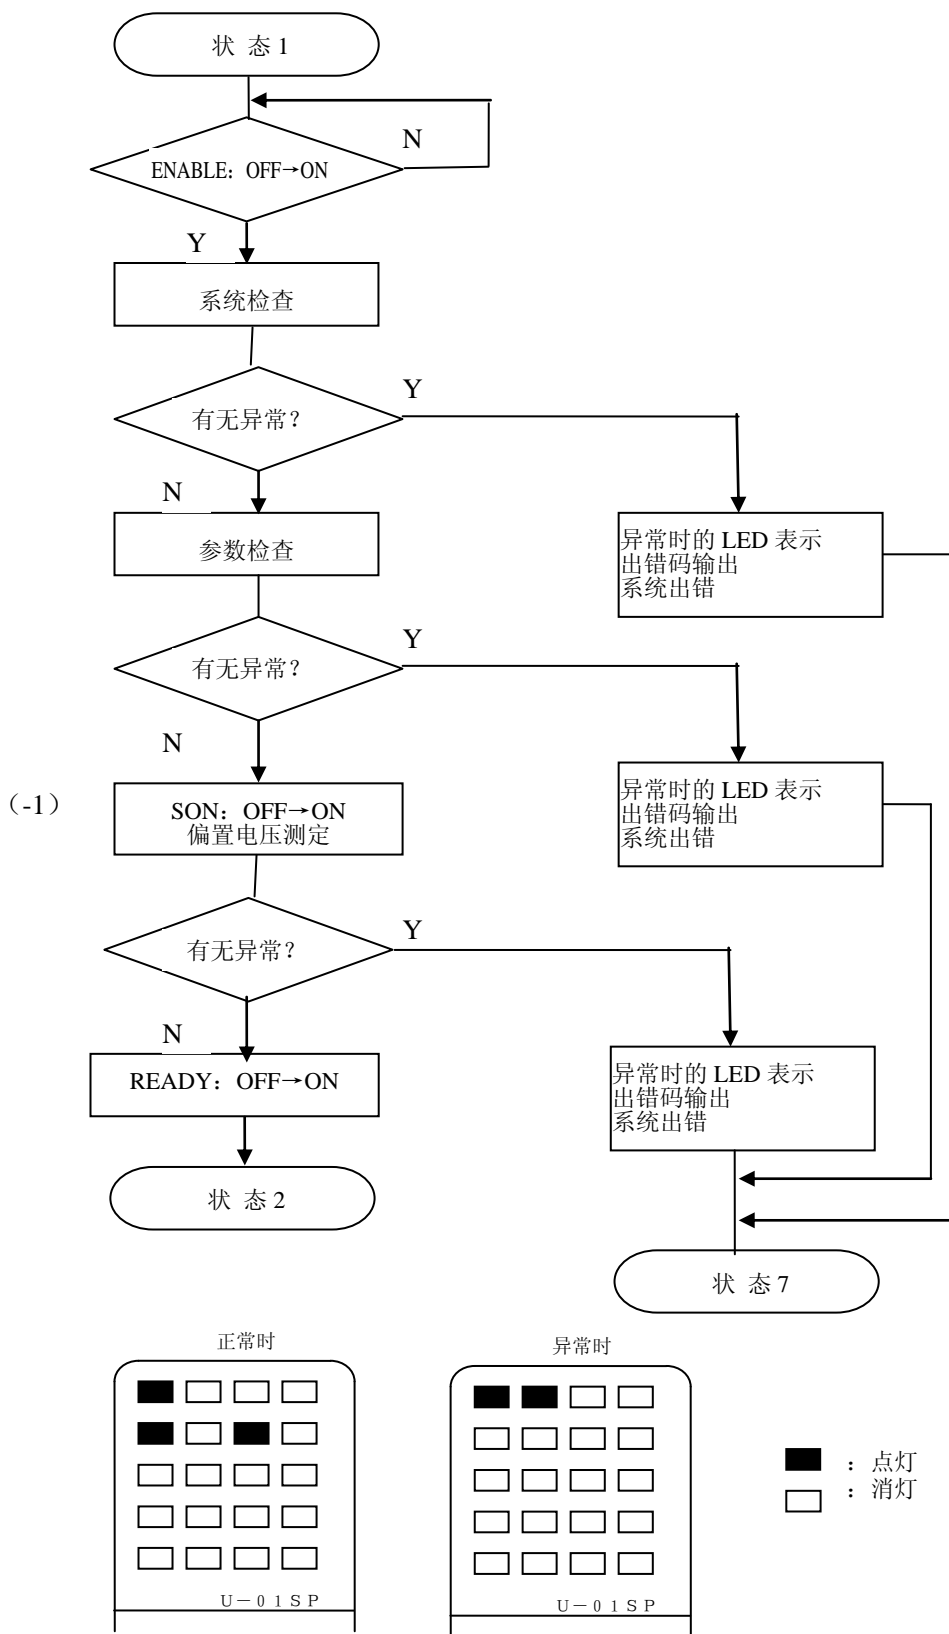 状 态 1
N
ENABLE：OFF→ON
Y
系统检查
Y
有无异常？
N
参数检查
异常时的 LED 表示
出错码输出
系统出错
Y
有无异常？
N
（-1）
SON：OFF→ON
偏置电压测定
异常时的 LED 表示
出错码输出
系统出错
Y
有无异常？
N
READY：OFF→ON
异常时的 LED 表示
出错码输出
系统出错
状 态 2
状 态 7
正常时
异常时
：点灯
：消灯
U－０１ＳＰ
U－０１ＳＰ